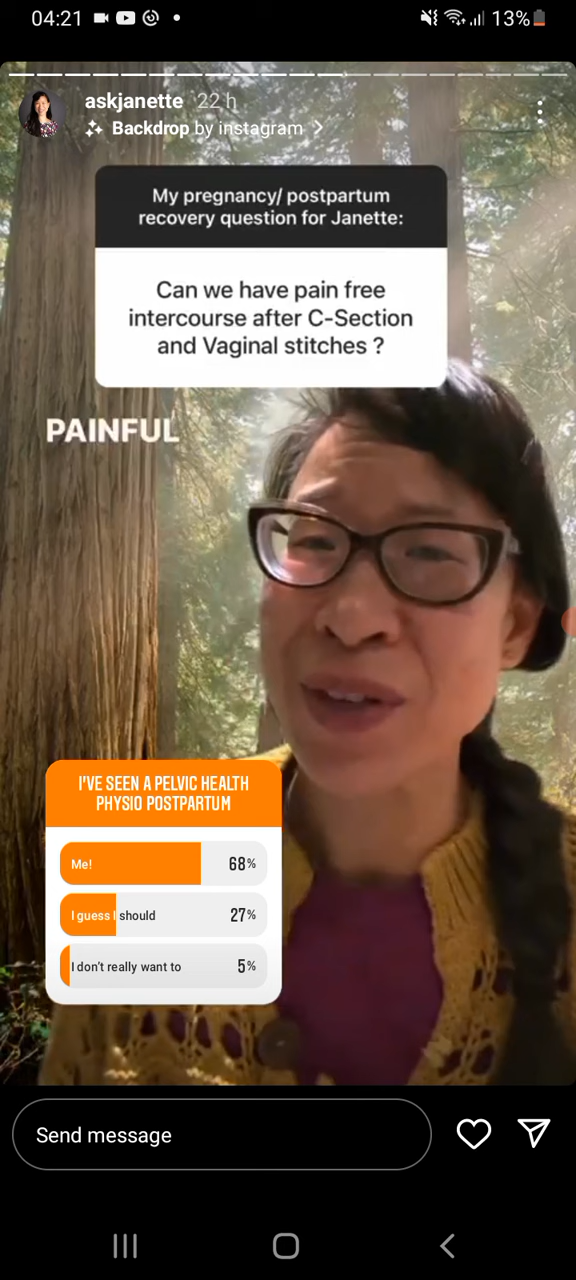 04:21
13%
askjanette 22 h
Backdrop by instagram
My pregnancy/ postpartum
recovery question for Janette:
Can we have pain free
intercourse after C-Section
and Vaginal stitches ?
PAINFUL
I'VE SEEN A PELVIC HEALTH
PHYSIO POSTPARTUM
Me! 68%
I guess I should 27%
I don't really want to 5%
Send message